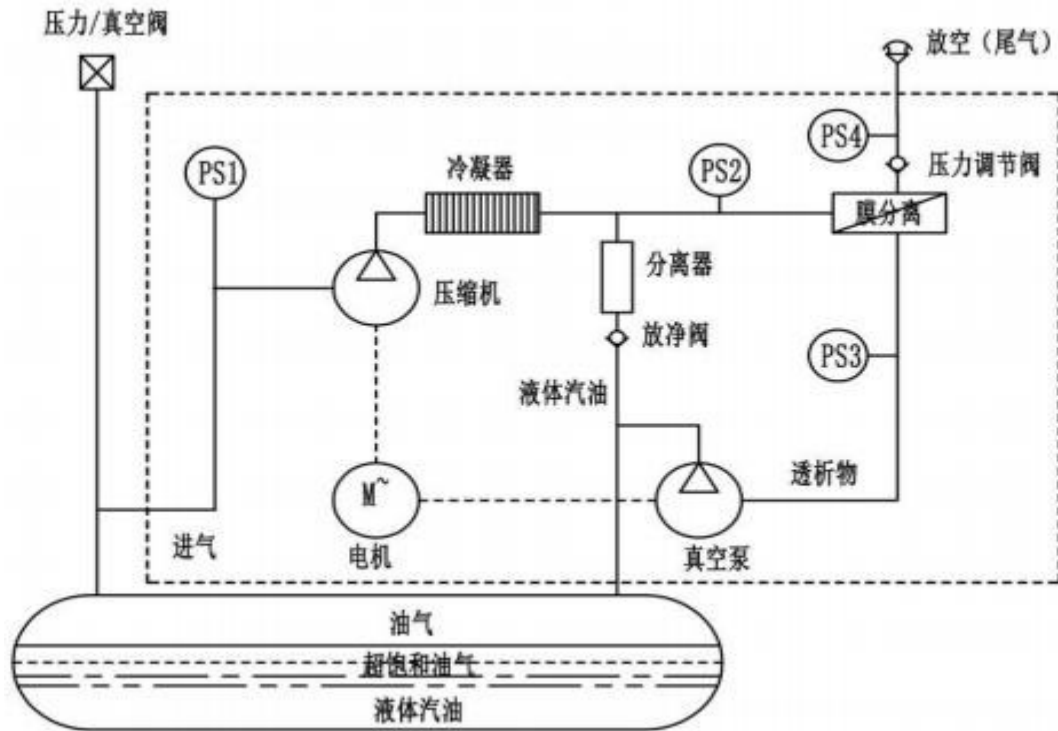 压力/真空阀
放空（尾气）
PS4
PS1
冷凝器
PS2
压力调节阀
膜分离
分离器
压缩机
放净阀
PS3
液体汽油
透析物
M~
进气
电机
真空泵
油气
超饱和油气
液体汽油